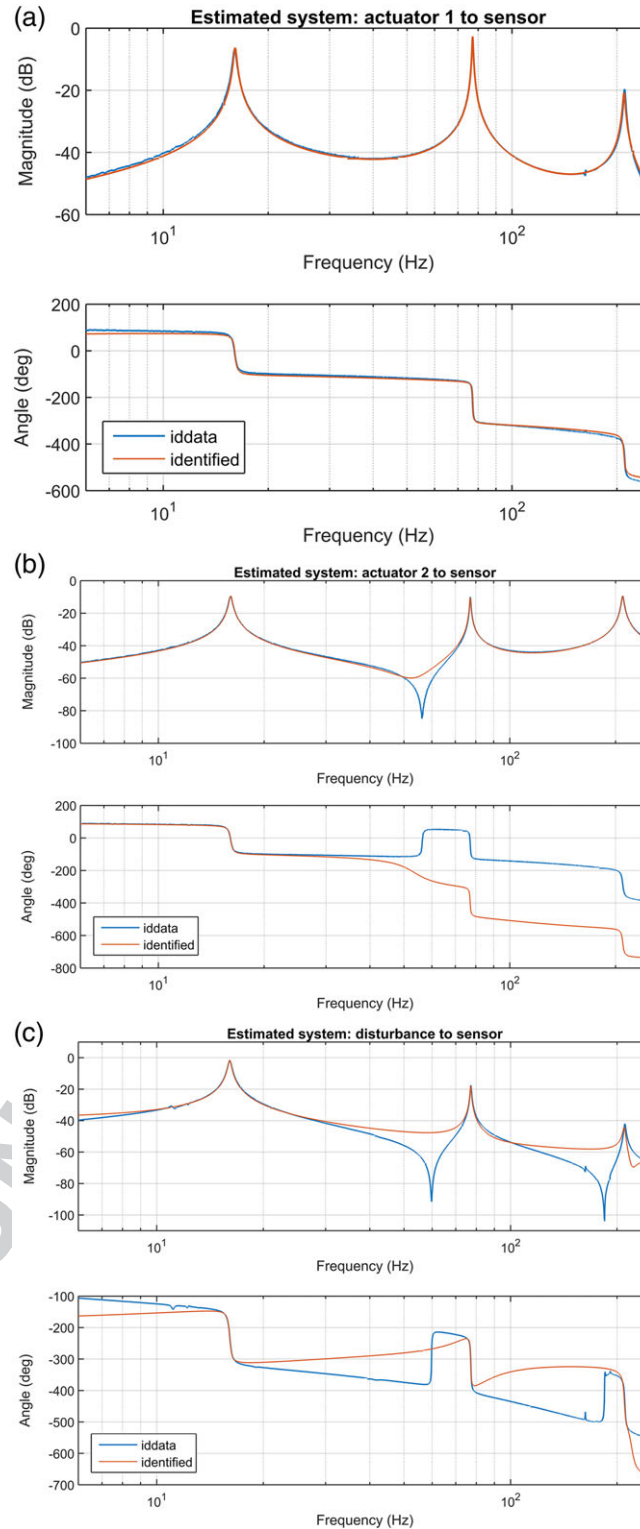 (a)
Estimated system: actuator 1 to sensor
0
-20
-40
-60
Magnitude (dB)
10^1
10^2
Frequency (Hz)
200
0
-200
-400
-600
Angle (deg)
iddata
identified
10^1
10^2
Frequency (Hz)
(b)
Estimated system: actuator 2 to sensor
0
-20
-40
-60
-80
-100
Magnitude (dB)
10^1
10^2
Frequency (Hz)
200
0
-200
-400
-600
-800
Angle (deg)
iddata
identified
10^1
10^2
Frequency (Hz)
(c)
Estimated system: disturbance to sensor
0
-20
-40
-60
-80
-100
Magnitude (dB)
10^1
10^2
Frequency (Hz)
-100
-200
-300
-400
-500
-600
-700
Angle (deg)
iddata
identified
10^1
10^2
Frequency (Hz)